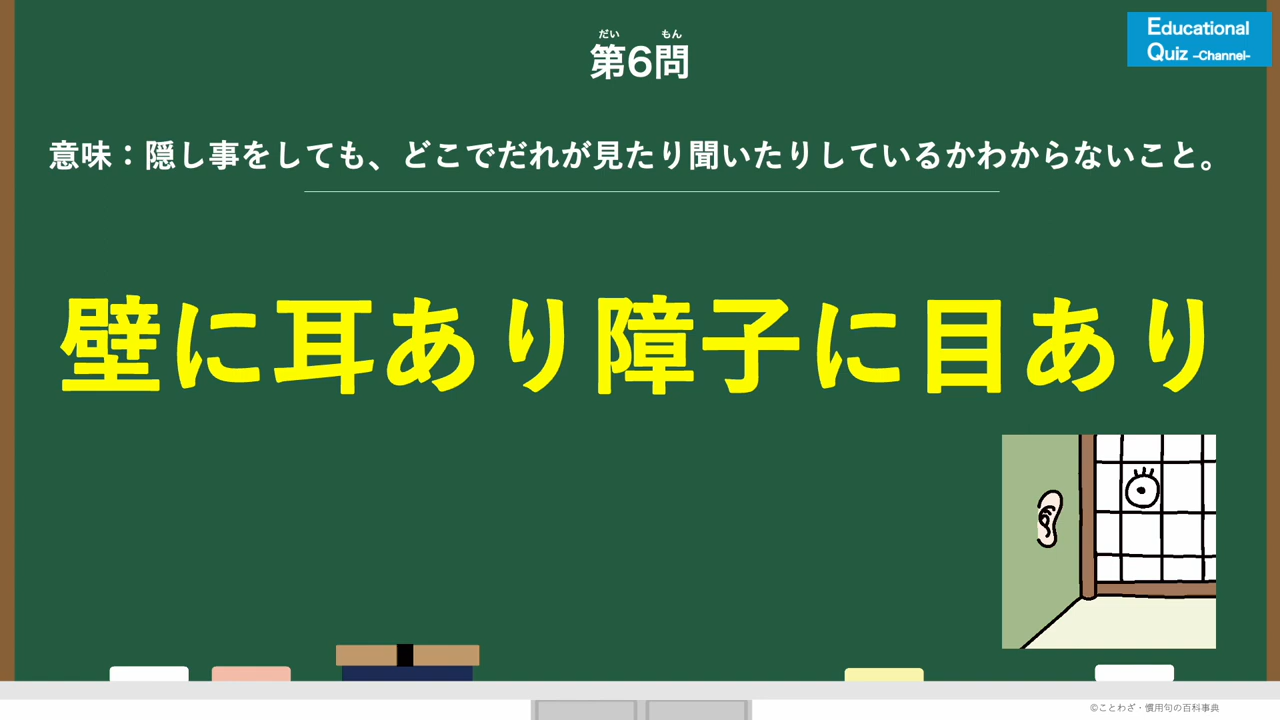 だい もん
第6問
Educational
Quiz -Channel-
意味：隠し事をしても、どこでだれが見たり聞いたりしているかわからないこと。
壁に耳あり障子に目あり
©ことわざ・慣用句の百科事典